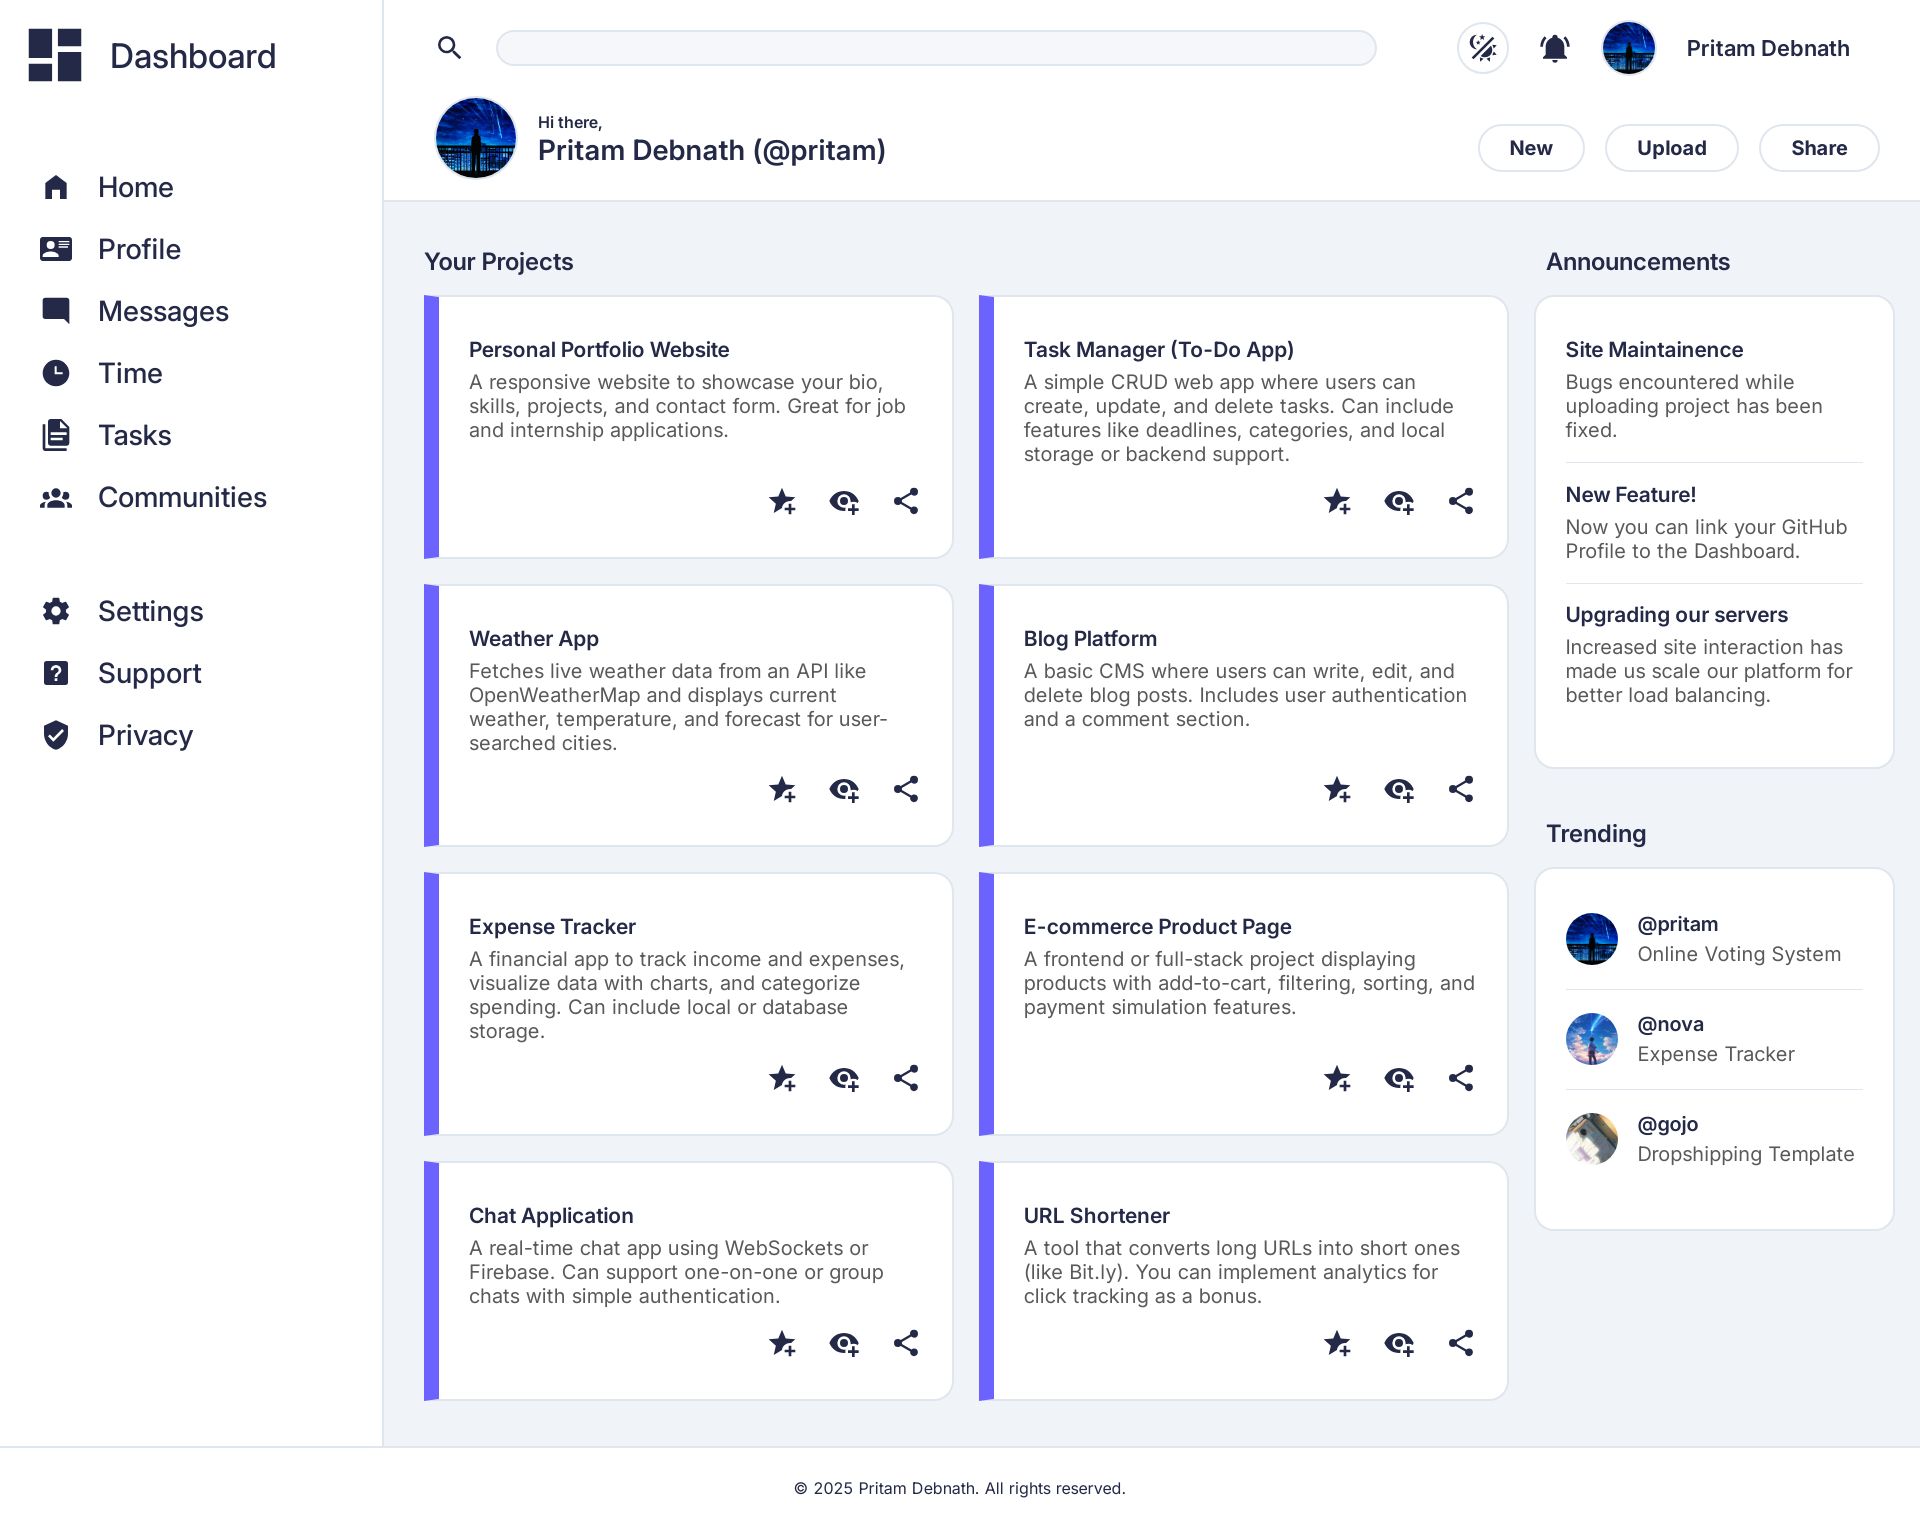 Dashboard
Home
Profile
Messages
Time
Tasks
Communities
Settings
Support
Privacy
Pritam Debnath
Hi there,
Pritam Debnath (@pritam)
New
Upload
Share
Your Projects
Personal Portfolio Website
A responsive website to showcase your bio,
skills, projects, and contact form. Great for job
and internship applications.
Task Manager (To-Do App)
A simple CRUD web app where users can
create, update, and delete tasks. Can include
features like deadlines, categories, and local
storage or backend support.
Weather App
Fetches live weather data from an API like
OpenWeatherMap and displays current
weather, temperature, and forecast for user-
searched cities.
Blog Platform
A basic CMS where users can write, edit, and
delete blog posts. Includes user authentication
and a comment section.
Expense Tracker
A financial app to track income and expenses,
visualize data with charts, and categorize
spending. Can include local or database
storage.
E-commerce Product Page
A frontend or full-stack project displaying
products with add-to-cart, filtering, sorting, and
payment simulation features.
Chat Application
A real-time chat app using WebSockets or
Firebase. Can support one-on-one or group
chats with simple authentication.
URL Shortener
A tool that converts long URLs into short ones
(like Bit.ly). You can implement analytics for
click tracking as a bonus.
Announcements
Site Maintainence
Bugs encountered while
uploading project has been
fixed.
New Feature!
Now you can link your GitHub
Profile to the Dashboard.
Upgrading our servers
Increased site interaction has
made us scale our platform for
better load balancing.
Trending
@pritam
Online Voting System
@nova
Expense Tracker
@gojo
Dropshipping Template
© 2025 Pritam Debnath. All rights reserved.